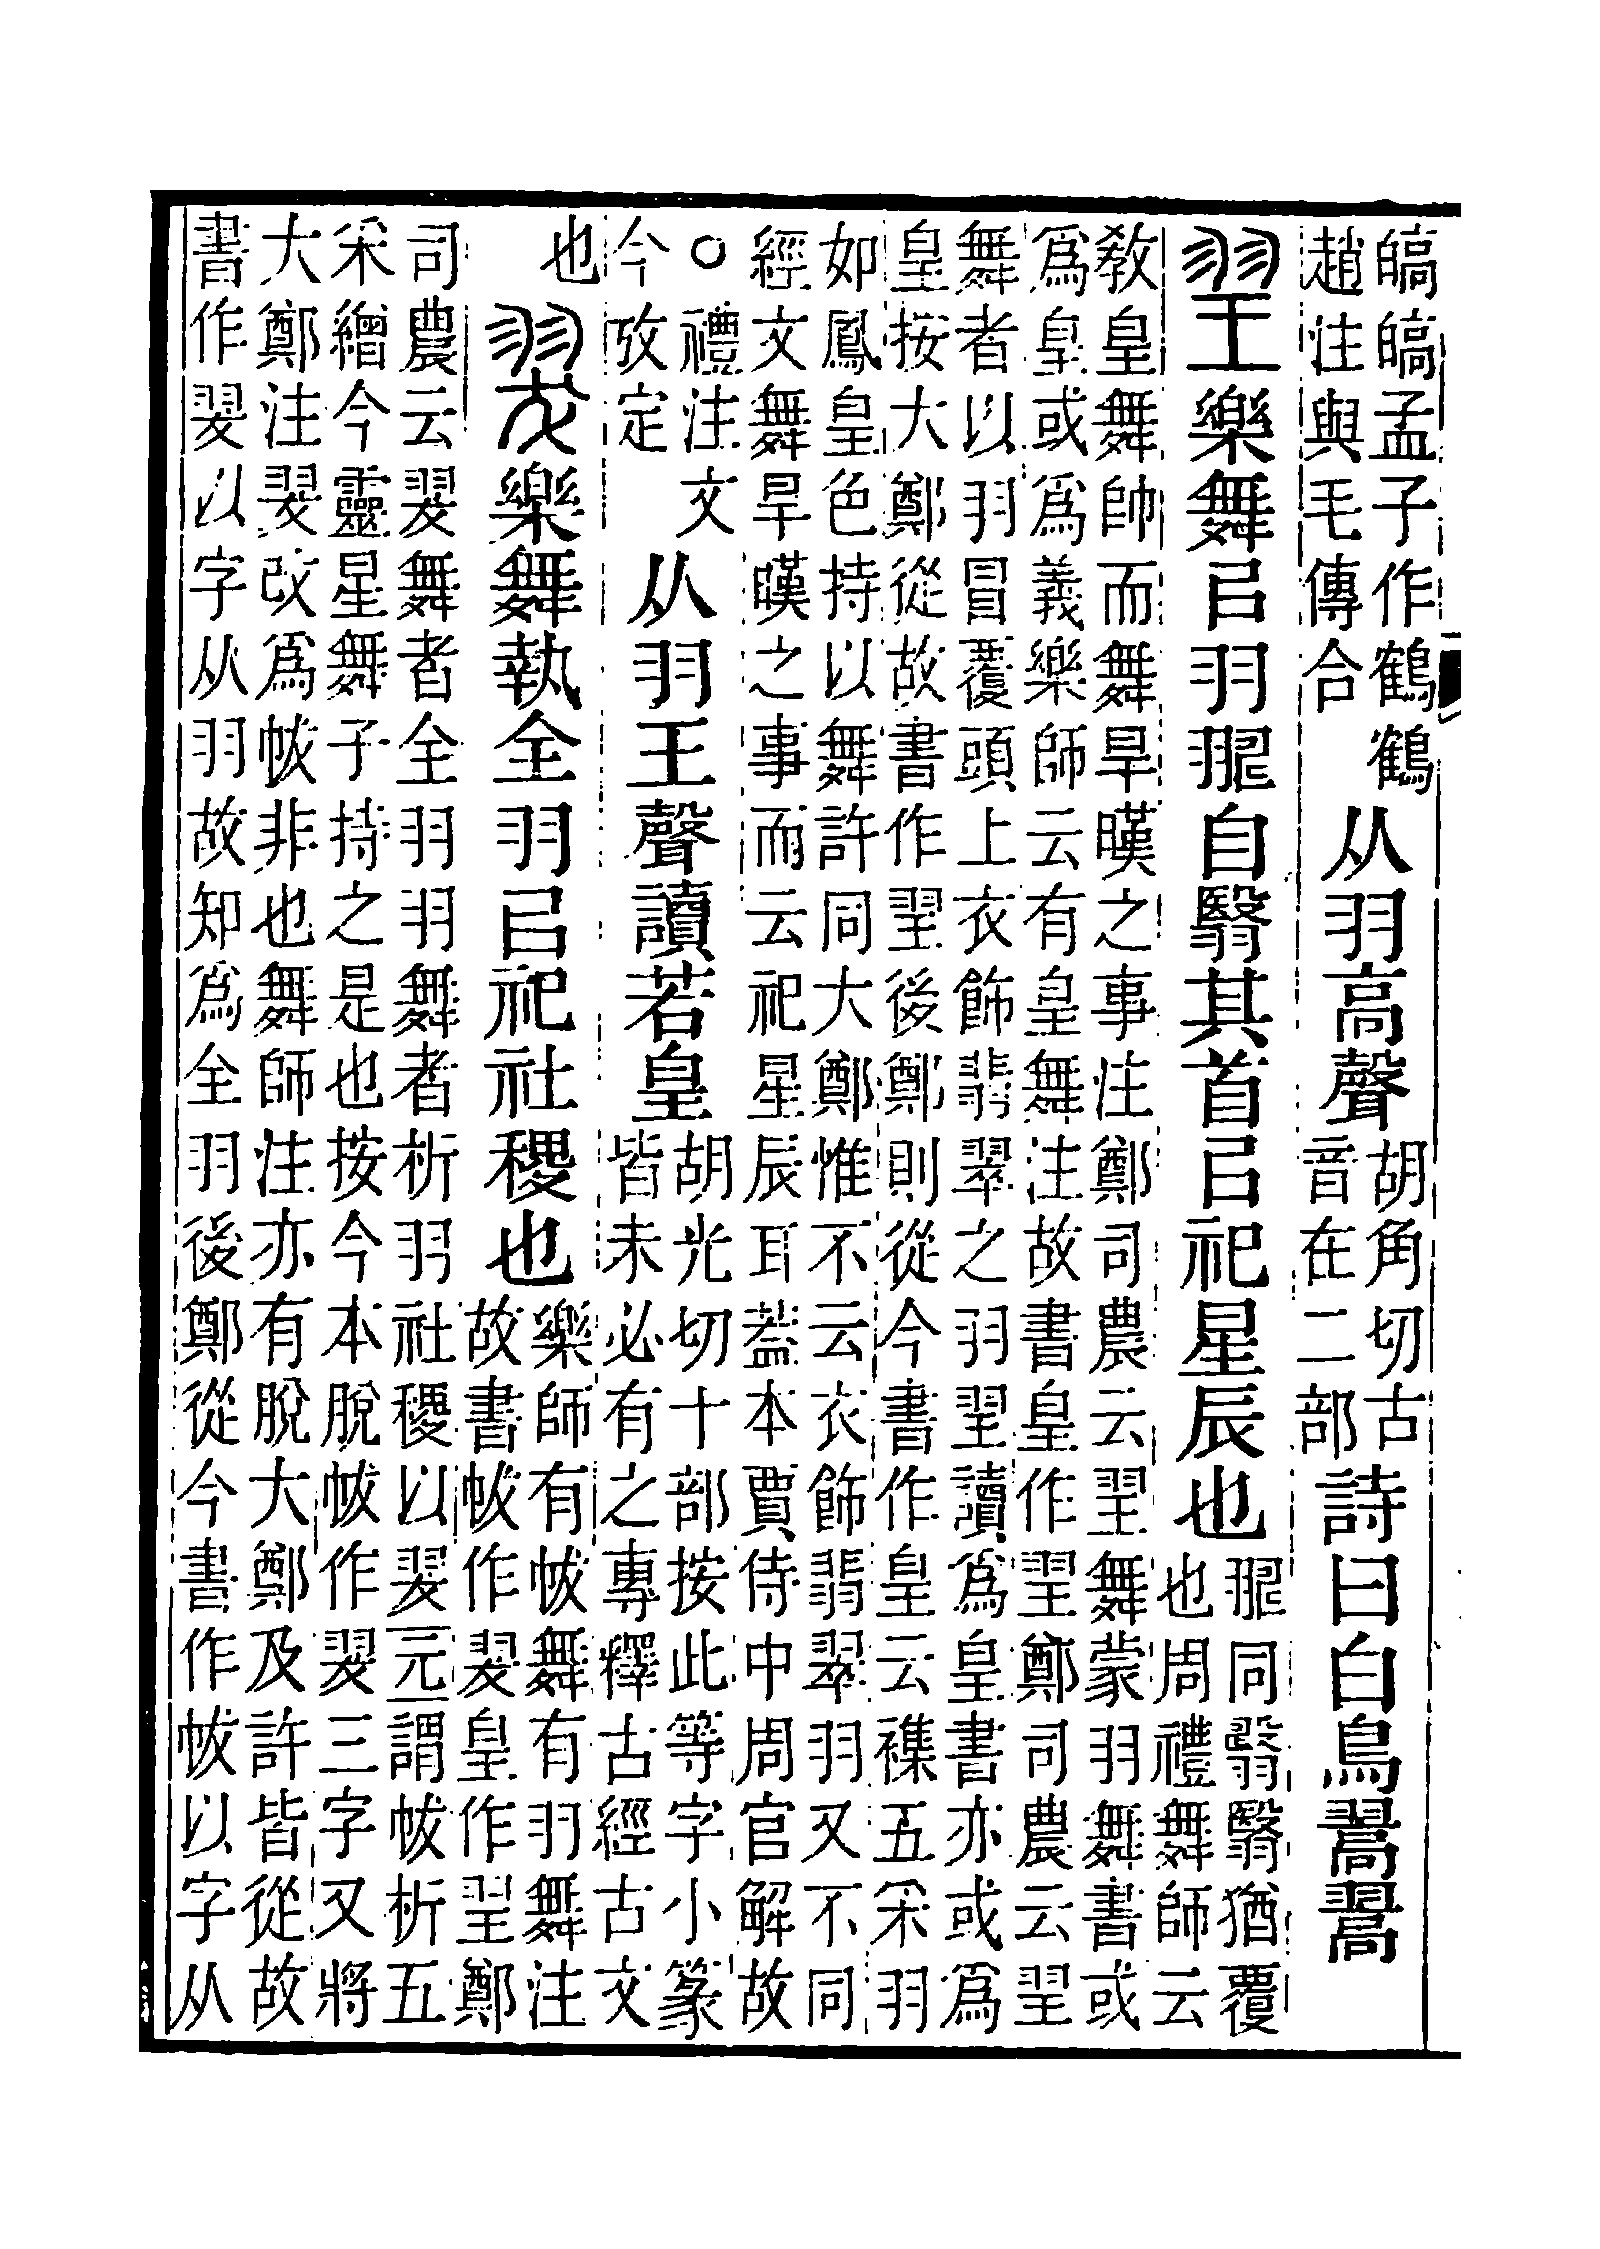 皜皜孟子作鶴鶴
趙注與毛傳合
从羽高聲
胡角切古
音在二部
詩曰白鳥翯翯
䍿樂舞㠯羽自翳其首㠯祀星辰也
同翳翳猶覆
也周禮舞師云
教皇舞帥而舞旱暵之事注鄭司農云䍿舞蒙羽舞書或
爲皇或爲義樂師云有皇舞注故書皇作䍿鄭司農云䍿
舞者以羽冒覆頭上衣飾翡翠之羽䍿讀爲皇書亦或爲
皇按大鄭從故書作䍿後鄭則從今書作皇云襍五采羽
如鳳皇色持以舞許同大鄭惟不云衣飾翡翠羽又不同
經文舞旱暵之事而云祀星辰耳葢本賈侍中周官解故
○禮注文
今攷定
从羽王聲讀若皇
胡光切十部按此等字小篆
皆未必有之專釋古經古文
也
翇樂舞執全羽㠯祀社稷也
樂師有帗舞有羽舞注
故書帗作翇皇作䍿鄭
司農云翇舞者全羽羽舞者析羽社稷以翇元謂帗析五
采繒今靈星舞子持之是也按今本脫帗作翇三字又將
大鄭注翇改爲帗非也舞師注亦有脫大鄭及許皆從故
書作翇以字从羽故知爲全羽後鄭從今書作帗以字从